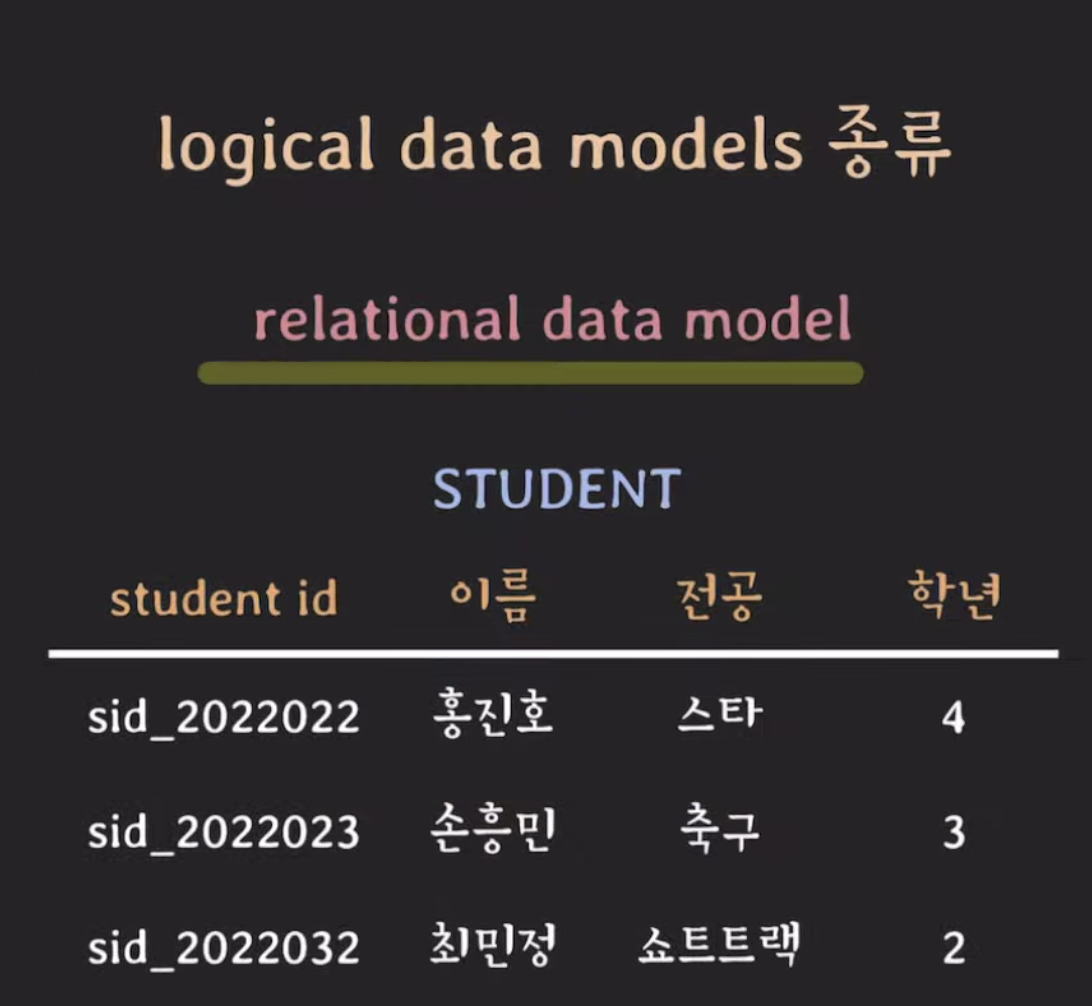 logical data models 종류
relational data model
STUDENT
student id 이름 전공 학년
sid_2022022 홍진호 스타 4
sid_2022023 손흥민 축구 3
sid_2022032 최민정 쇼트트랙 2